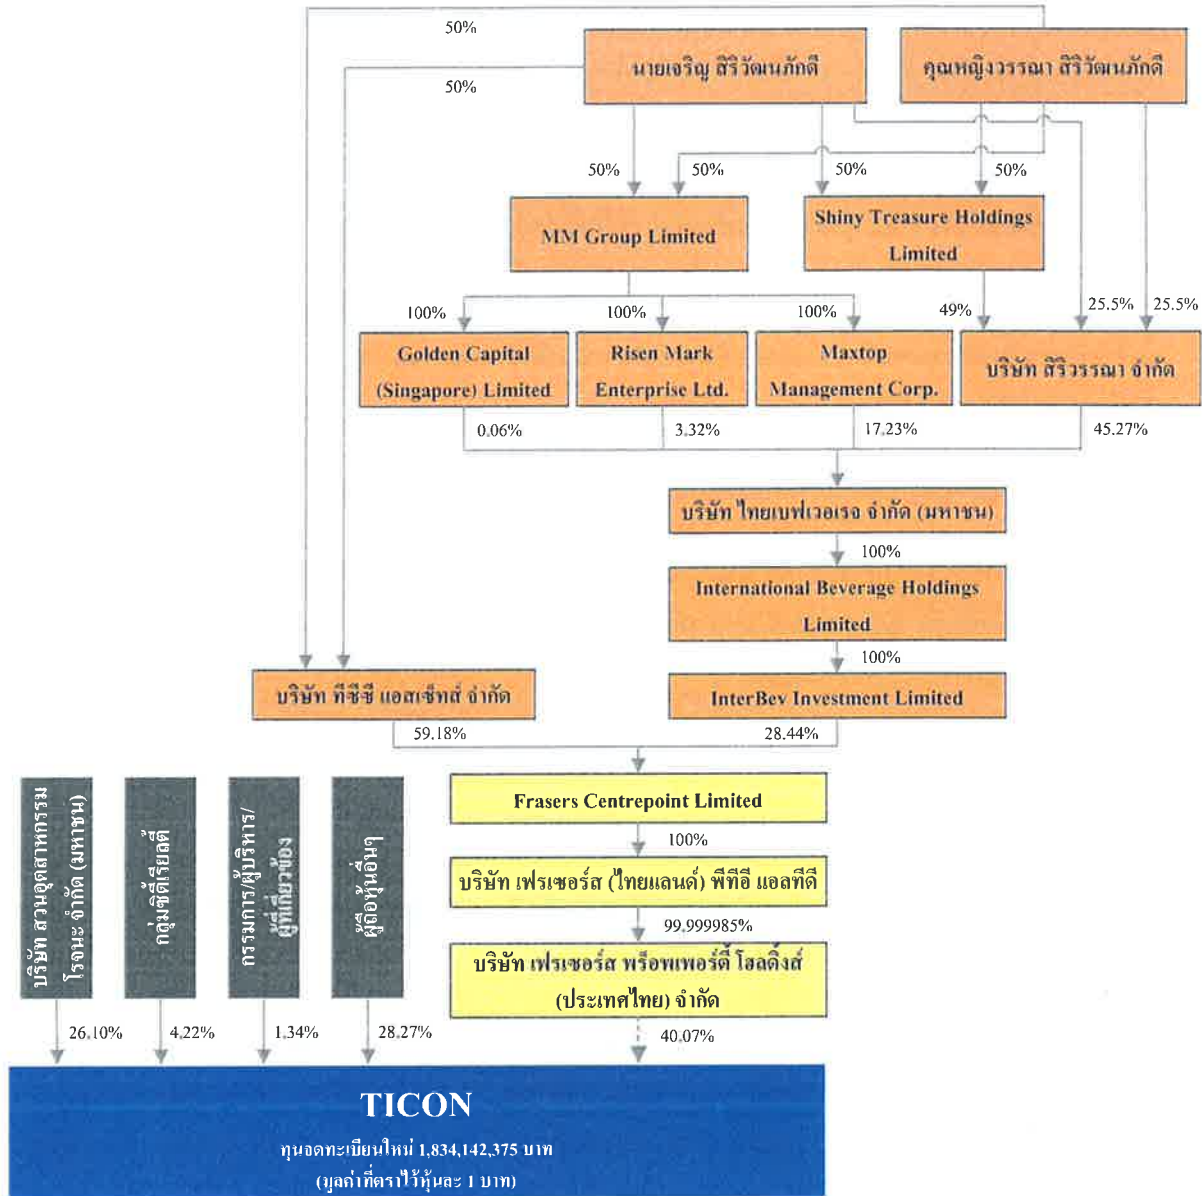 50%
นายเจริญ สิริวัฒนภักดี
คุณหญิงวรรณา สิริวัฒนภักดี
50%
50%
50%
50%
50%
MM Group Limited
Shiny Treasure Holdings
Limited
100%
100%
100%
49%
25.5%
25.5%
Golden Capital
(Singapore) Limited
Risen Mark
Enterprise Ltd.
Maxtop
Management Corp.
บริษัท สิริวรรณา จำกัด
0.06%
3.32%
17.23%
45.27%
บริษัท ไทยเบฟเวอเรจ จำกัด (มหาชน)
100%
International Beverage Holdings
Limited
100%
บริษัท ทีซีซี แอสเซ็ทส์ จำกัด
InterBev Investment Limited
59.18%
28.44%
บริษัท สวนอุตสาหกรรม
โรจนะ จำกัด (มหาชน)
กลุ่มซิตี้เรียลตี้
กรรมการ/ผู้บริหาร/
ผู้ที่เกี่ยวข้อง
ผู้ถือหุ้นอื่นๆ
Frasers Centrepoint Limited
100%
บริษัท เฟรเซอร์ส (ไทยแลนด์) พีทีอี แอลทีดี
99.999985%
บริษัท เฟรเซอร์ส พร็อพเพอร์ตี้ โฮลดิ้งส์
(ประเทศไทย) จำกัด
26.10%
4.22%
1.34%
28.27%
40.07%
TICON
ทุนจดทะเบียนใหม่ 1,834,142,375 บาท
(มูลค่าที่ตราไว้หุ้นละ 1 บาท)